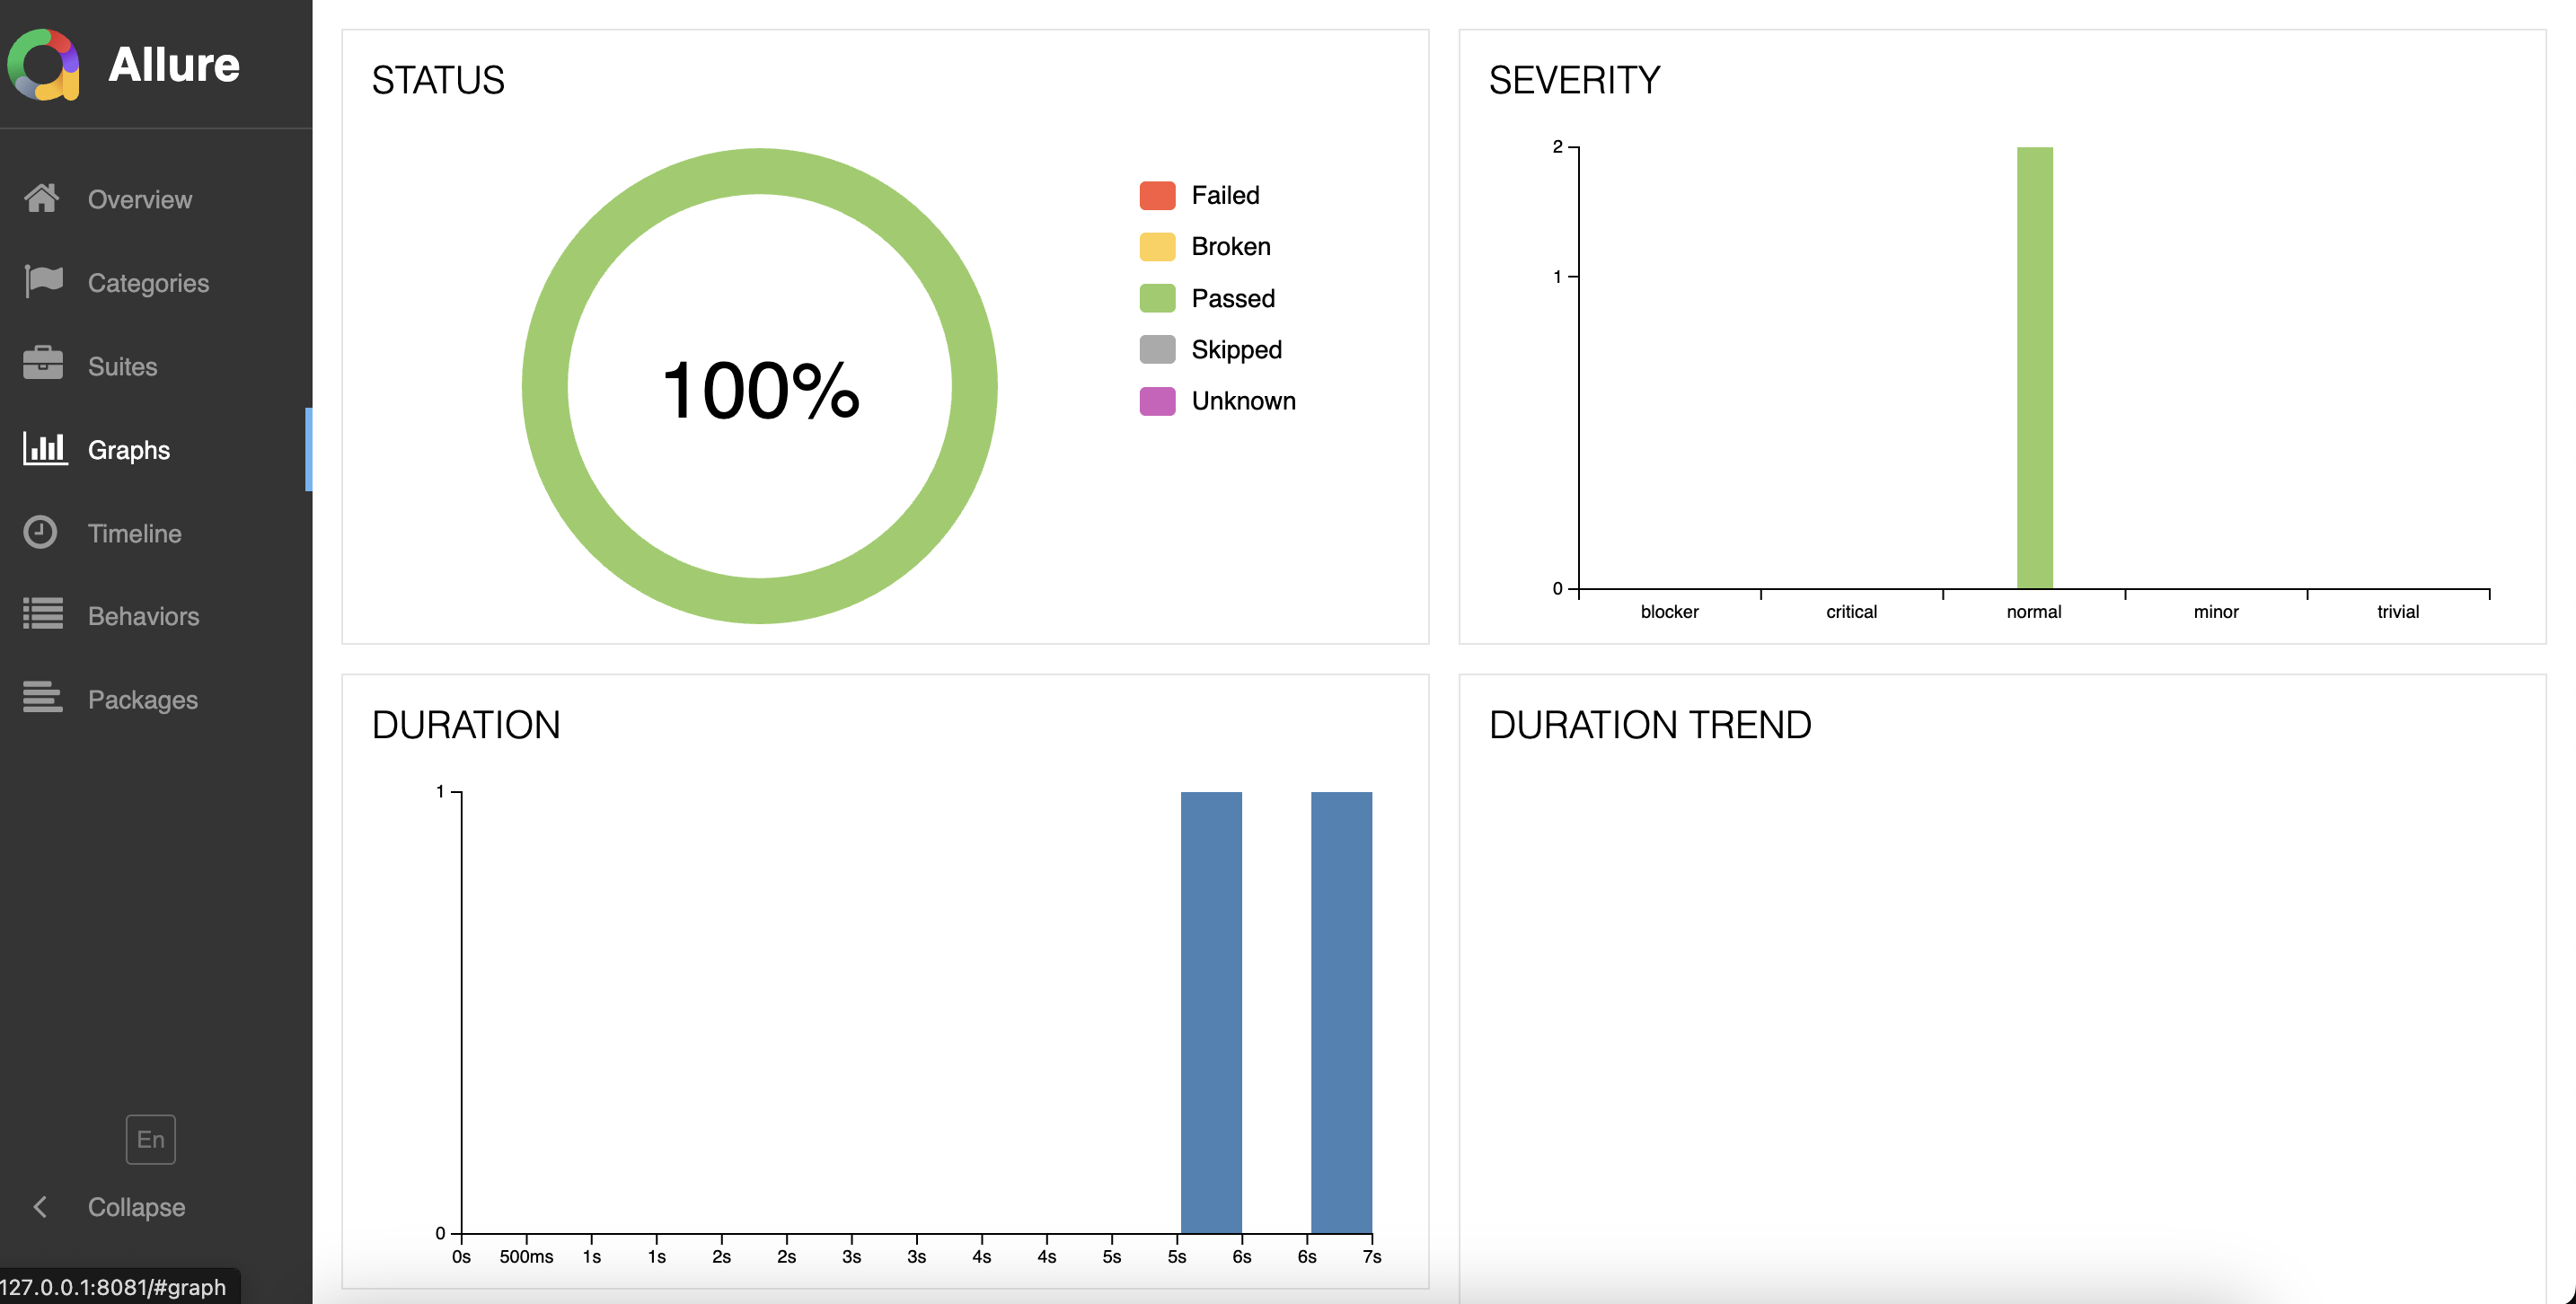 Allure
Overview
Categories
Suites
Graphs
Timeline
Behaviors
Packages
En
Collapse
127.0.0.1:8081/#graph
STATUS
100%
Failed
Broken
Passed
Skipped
Unknown
SEVERITY
2
1
0
blocker critical normal minor trivial
DURATION
1
0
0s 500ms 1s 1s 2s 2s 3s 3s 4s 4s 5s 5s 6s 6s 7s
DURATION TREND